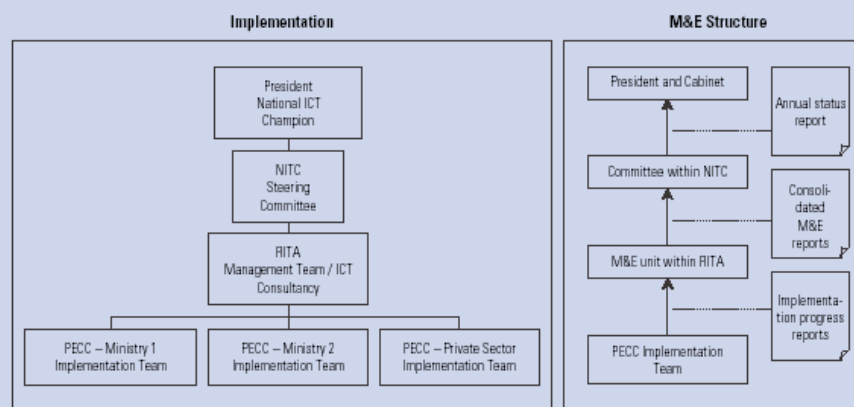 Implementation
President
National ICT
Champion
NITC
Steering
Committee
RITA
Management Team / ICT
Consultancy
PECC – Ministry 1
Implementation Team
PECC – Ministry 2
Implementation Team
PECC – Private Sector
Implementation Team
M&E Structure
President and Cabinet
Annual status
report
Committee within NITC
Consoli-
dated
M&E
reports
M&E unit within RITA
Implementa-
tion progress
reports
PECC Implementation
Team